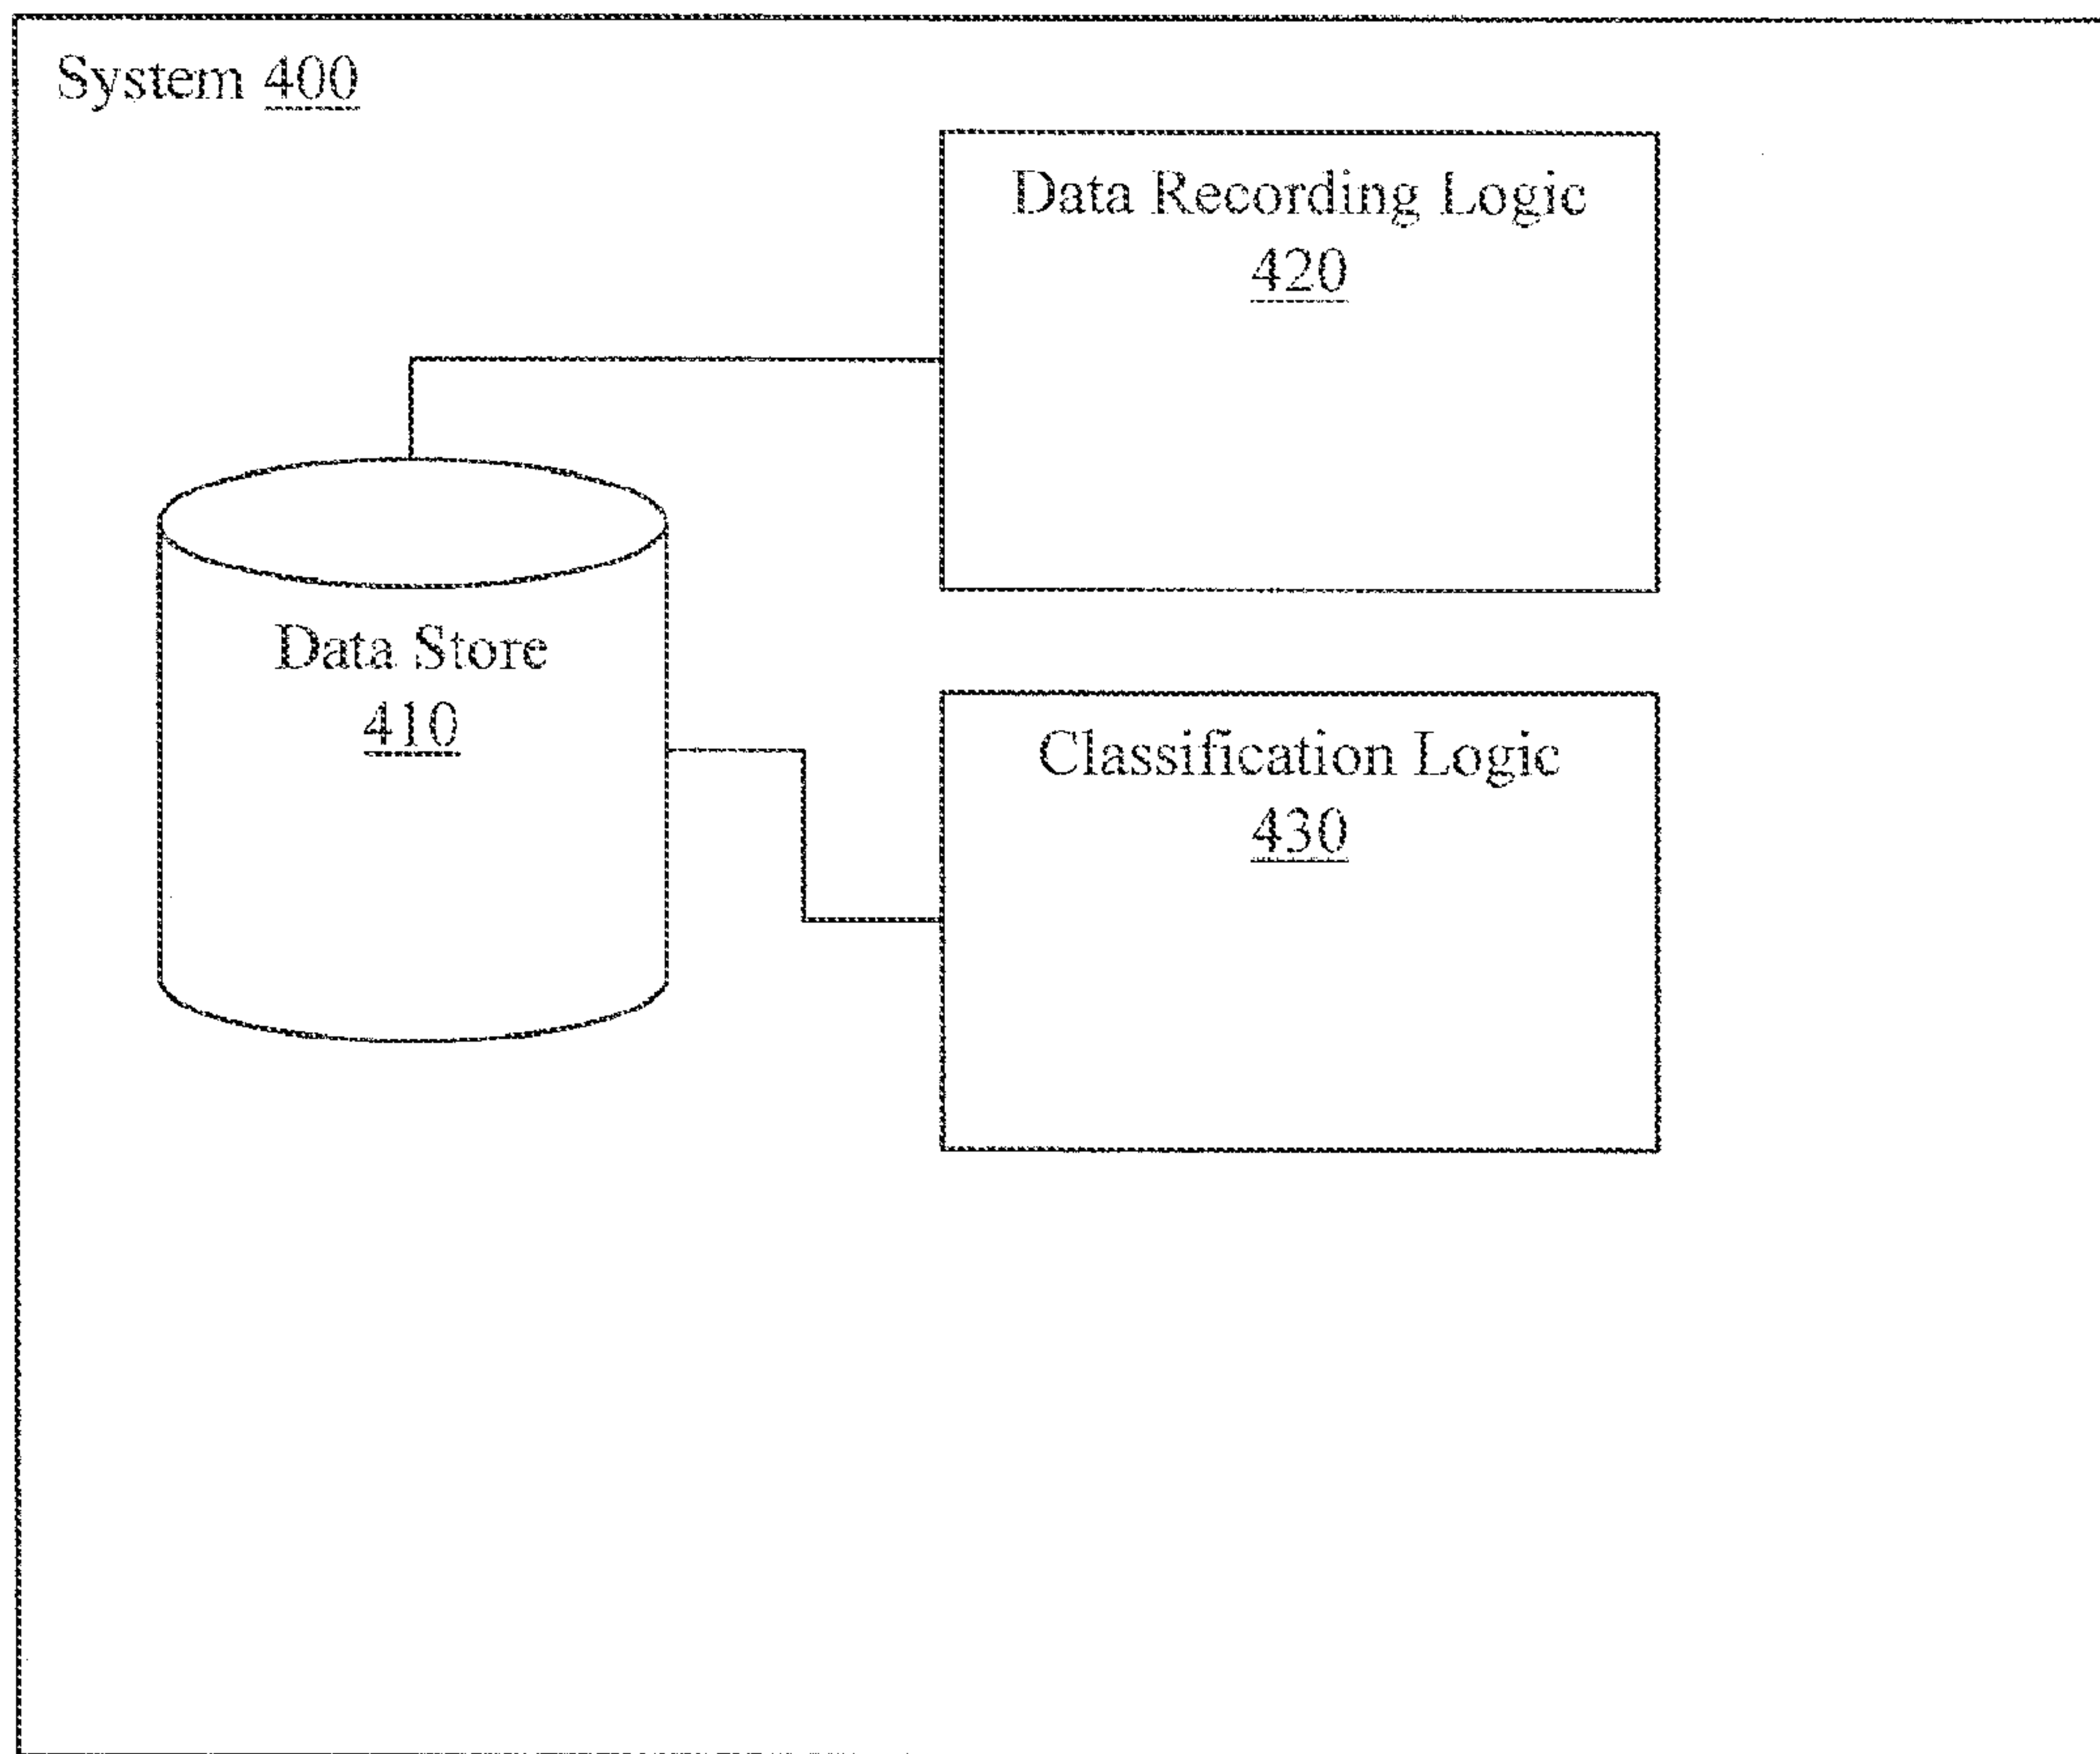 System 400
Data Recording Logic
420
Data Store
410
Classification Logic
430